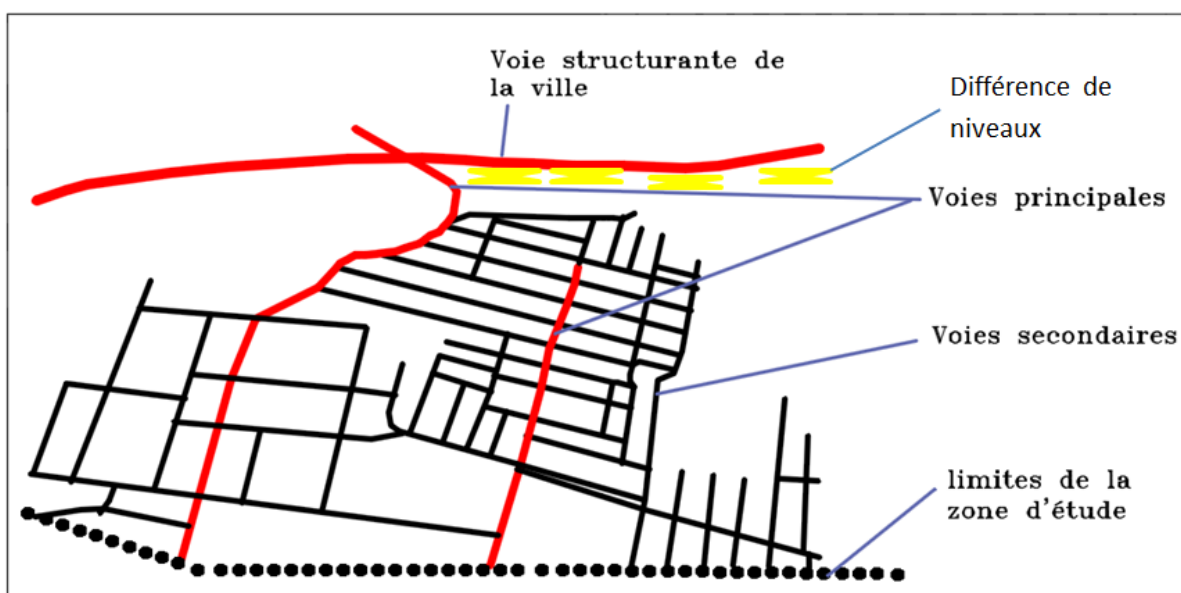 Voie structurante de
la ville
Différence de
niveaux
Voies principales
Voies secondaires
limites de la
zone d'étude